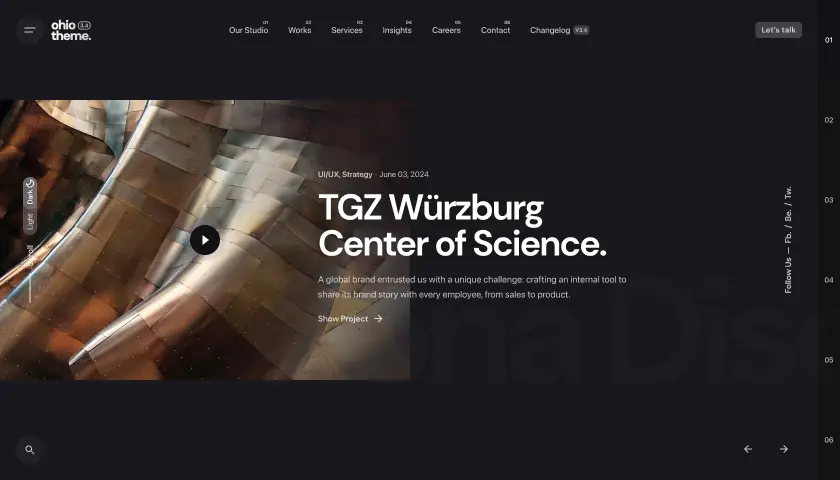 ohio 3.4
theme.
01 02 03 04 05 06
Our Studio Works Services Insights Careers Contact Changelog V3.4
Let's talk
01
02
03
04
05
06
Light Dark
Scroll
UI/UX, Strategy · June 03, 2024
TGZ Würzburg
Center of Science.
A global brand entrusted us with a unique challenge: crafting an internal tool to
share its brand story with every employee, from sales to product.
Show Project
Follow Us — Fb. / Be. / Tw.